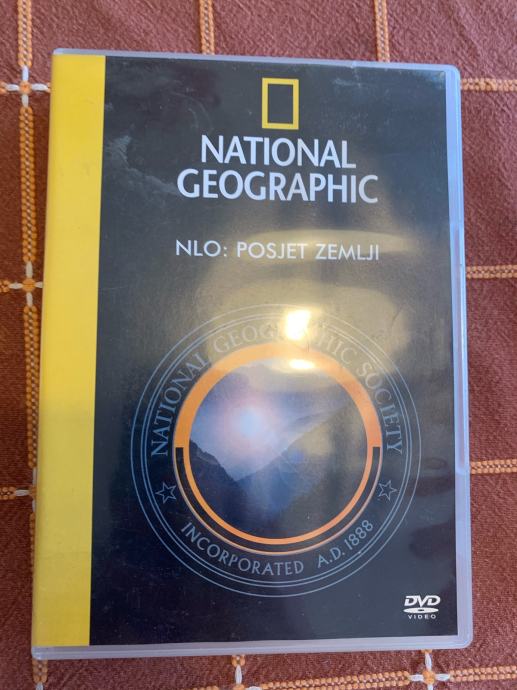 NATIONAL
GEOGRAPHIC
NLO: POSJET ZEMLJI
NATIONAL GEOGRAPHIC SOCIETY
INCORPORATED A.D. 1888
DVD
VIDEO